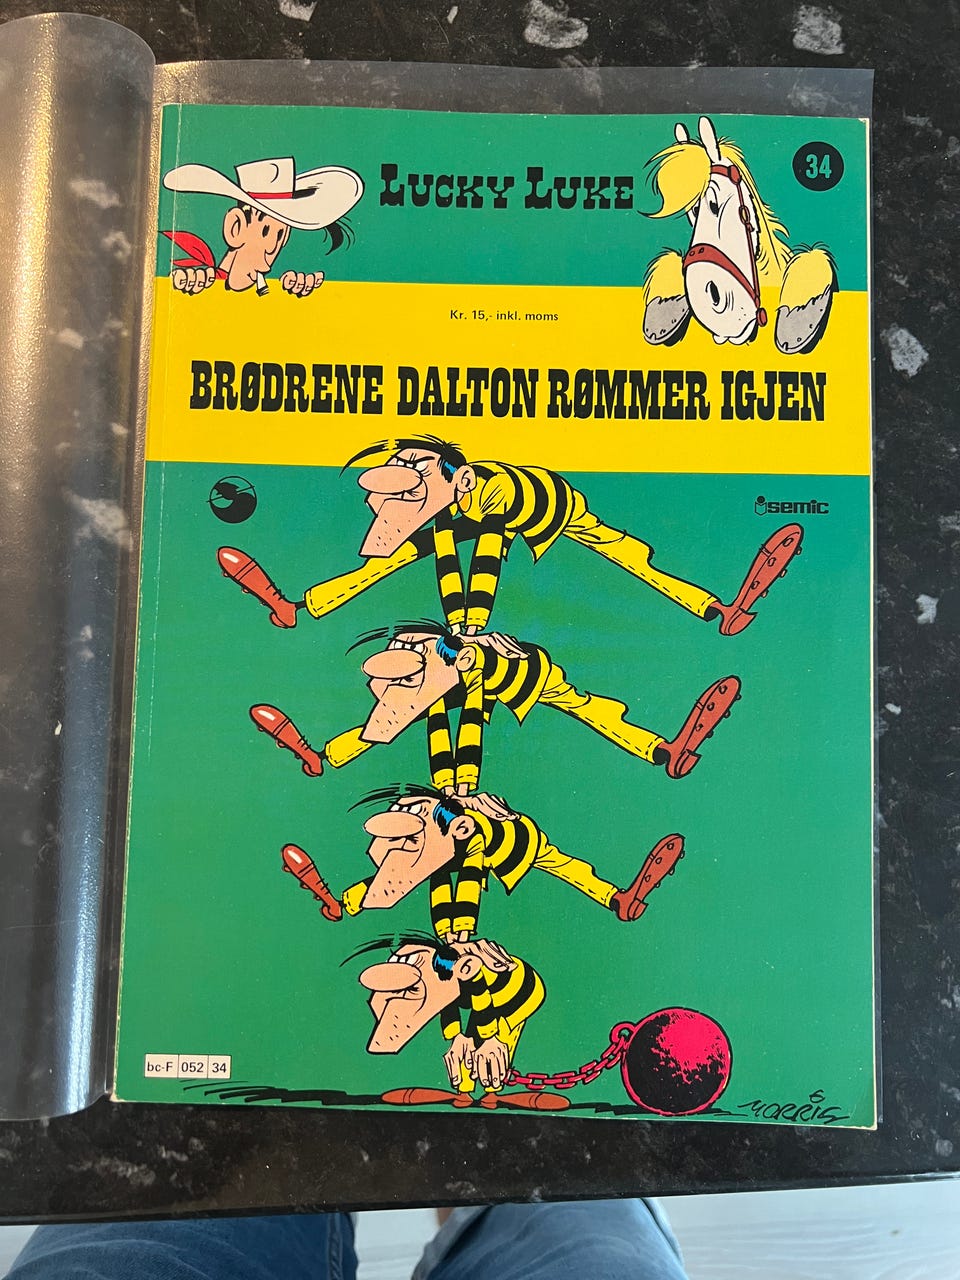 LUCKY LUKE
34
Kr. 15,- inkl. moms
BRØDRENE DALTON RØMMER IGJEN
semic
bc-F 052 34
MORRIS